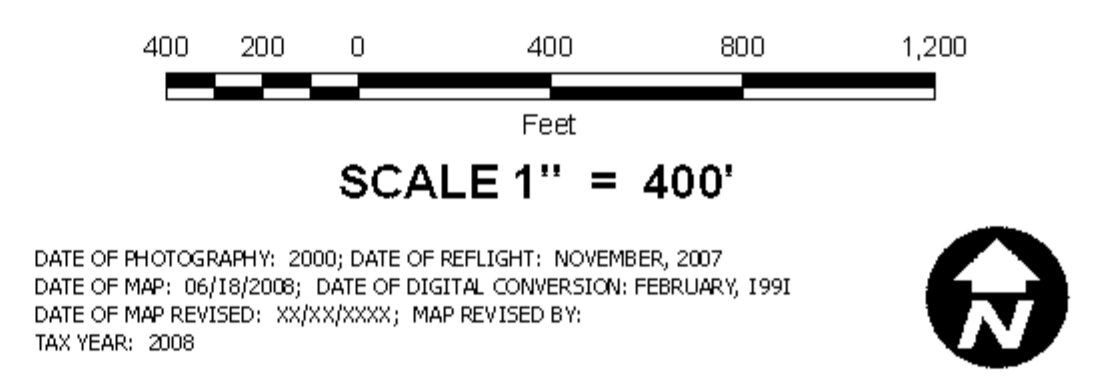 400 200 0 400 800 1,200
Feet
SCALE 1" = 400'
DATE OF PHOTOGRAPHY: 2000; DATE OF REFLIGHT: NOVEMBER, 2007
DATE OF MAP: 06/18/2008; DATE OF DIGITAL CONVERSION: FEBRUARY, 1991
DATE OF MAP REVISED: XX/XX/XXXX; MAP REVISED BY:
TAX YEAR: 2008
N